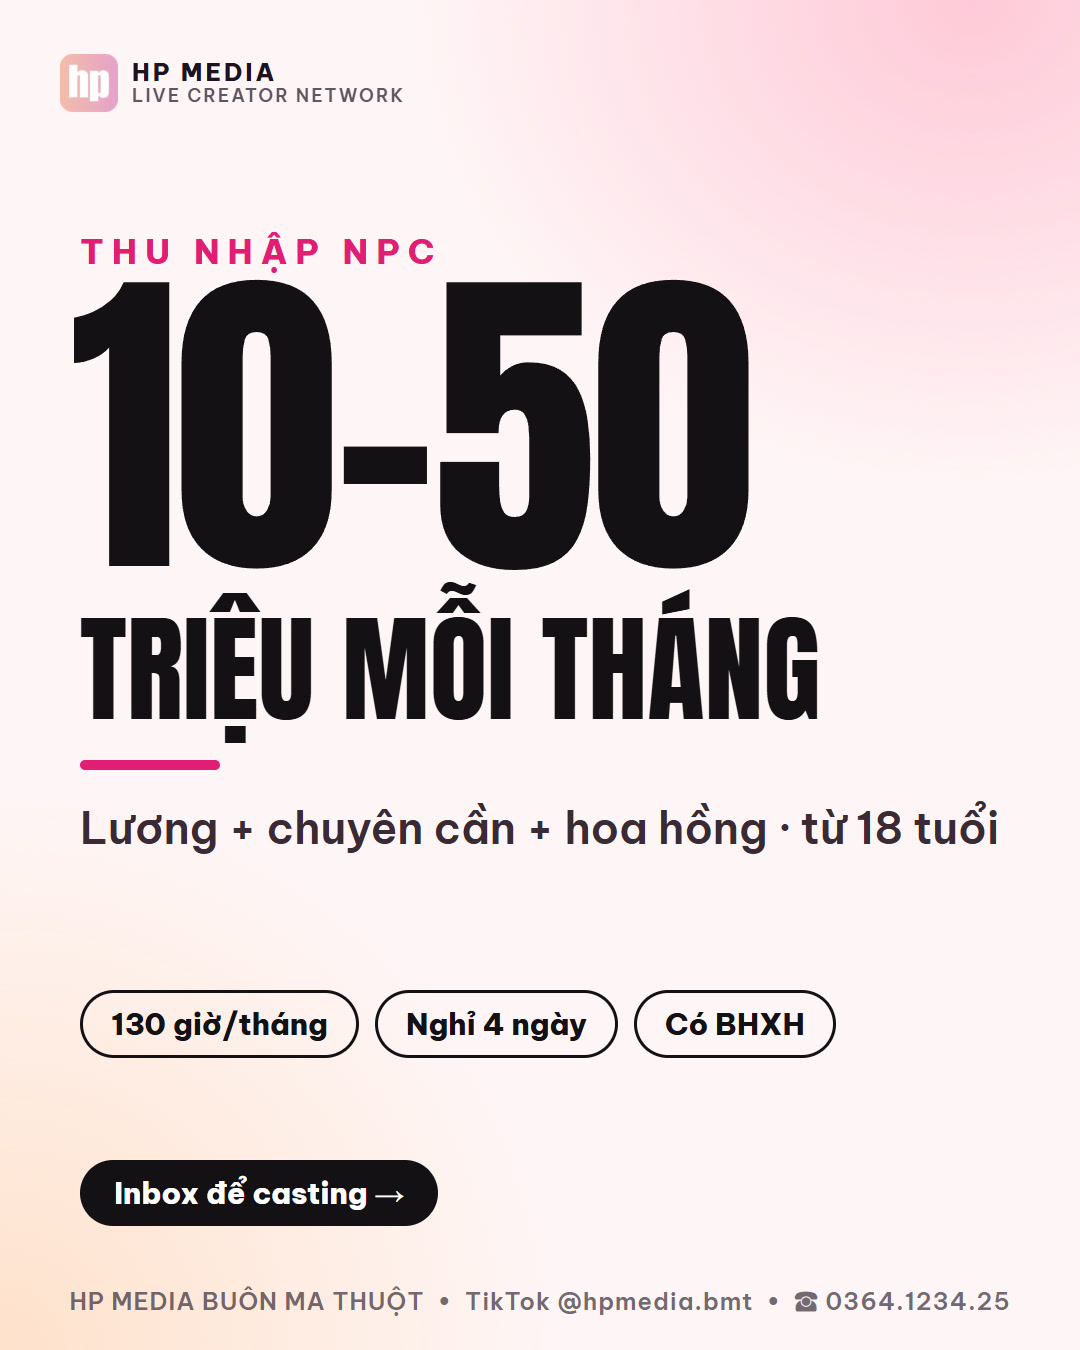 hp
HP MEDIA
LIVE CREATOR NETWORK
THU NHẬP NPC
10-50
TRIỆU MỖI THÁNG
Lương + chuyên cần + hoa hồng · từ 18 tuổi
130 giờ/tháng
Nghỉ 4 ngày
Có BHXH
Inbox để casting →
HP MEDIA BUÔN MA THUỘT • TikTok @hpmedia.bmt • ☎ 0364.1234.25